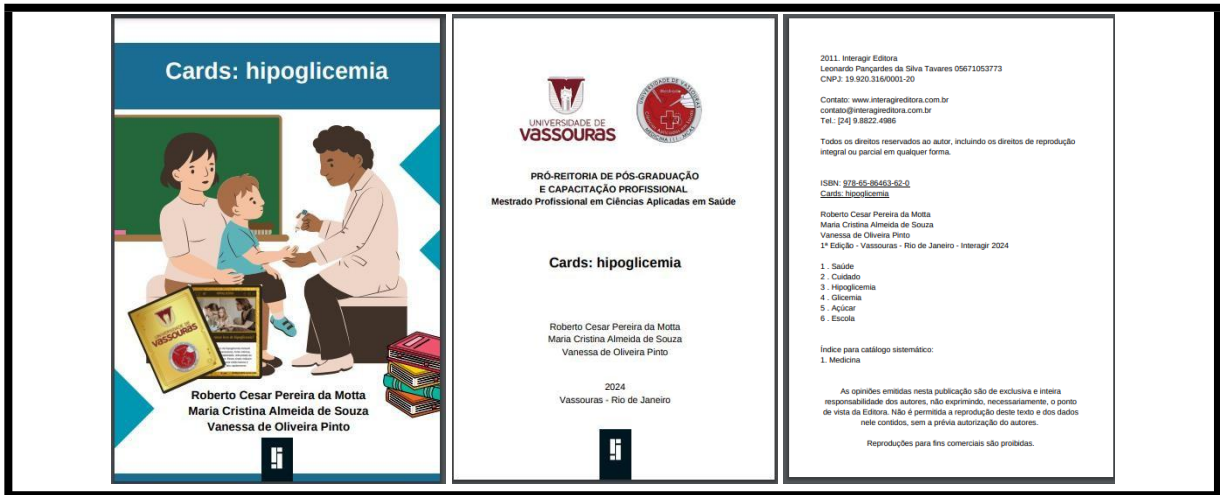 Cards: hipoglicemia
UNIVERSIDADE DE
VASSOURAS
Roberto Cesar Pereira da Motta
Maria Cristina Almeida de Souza
Vanessa de Oliveira Pinto
UNIVERSIDADE DE
VASSOURAS
UNIVERSIDADE DE VASSOURAS
PRÓ-REITORIA DE PÓS-GRADUAÇÃO
E CAPACITAÇÃO PROFISSIONAL
Mestrado Profissional em Ciências Aplicadas em Saúde
Cards: hipoglicemia
Roberto Cesar Pereira da Motta
Maria Cristina Almeida de Souza
Vanessa de Oliveira Pinto
2024
Vassouras - Rio de Janeiro
2011. Interagir Editora
Leonardo Pançardes da Silva Tavares 05671053773
CNPJ: 19.920.316/0001-20
Contato: www.interagireditora.com.br
contato@interagireditora.com.br
Tel.: [24] 9.8822.4986
Todos os direitos reservados ao autor, incluindo os direitos de reprodução
integral ou parcial em qualquer forma.
ISBN: 978-65-86463-62-0
Cards: hipoglicemia
Roberto Cesar Pereira da Motta
Maria Cristina Almeida de Souza
Vanessa de Oliveira Pinto
1ª Edição - Vassouras - Rio de Janeiro - Interagir 2024
1 . Saúde
2 . Cuidado
3 . Hipoglicemia
4 . Glicemia
5 . Açúcar
6 . Escola
Índice para catálogo sistemático:
1. Medicina
As opiniões emitidas nesta publicação são de exclusiva e inteira
responsabilidade dos autores, não exprimindo, necessariamente, o ponto
de vista da Editora. Não é permitida a reprodução deste texto e dos dados
nele contidos, sem a prévia autorização do autores.
Reproduções para fins comerciais são proibidas.